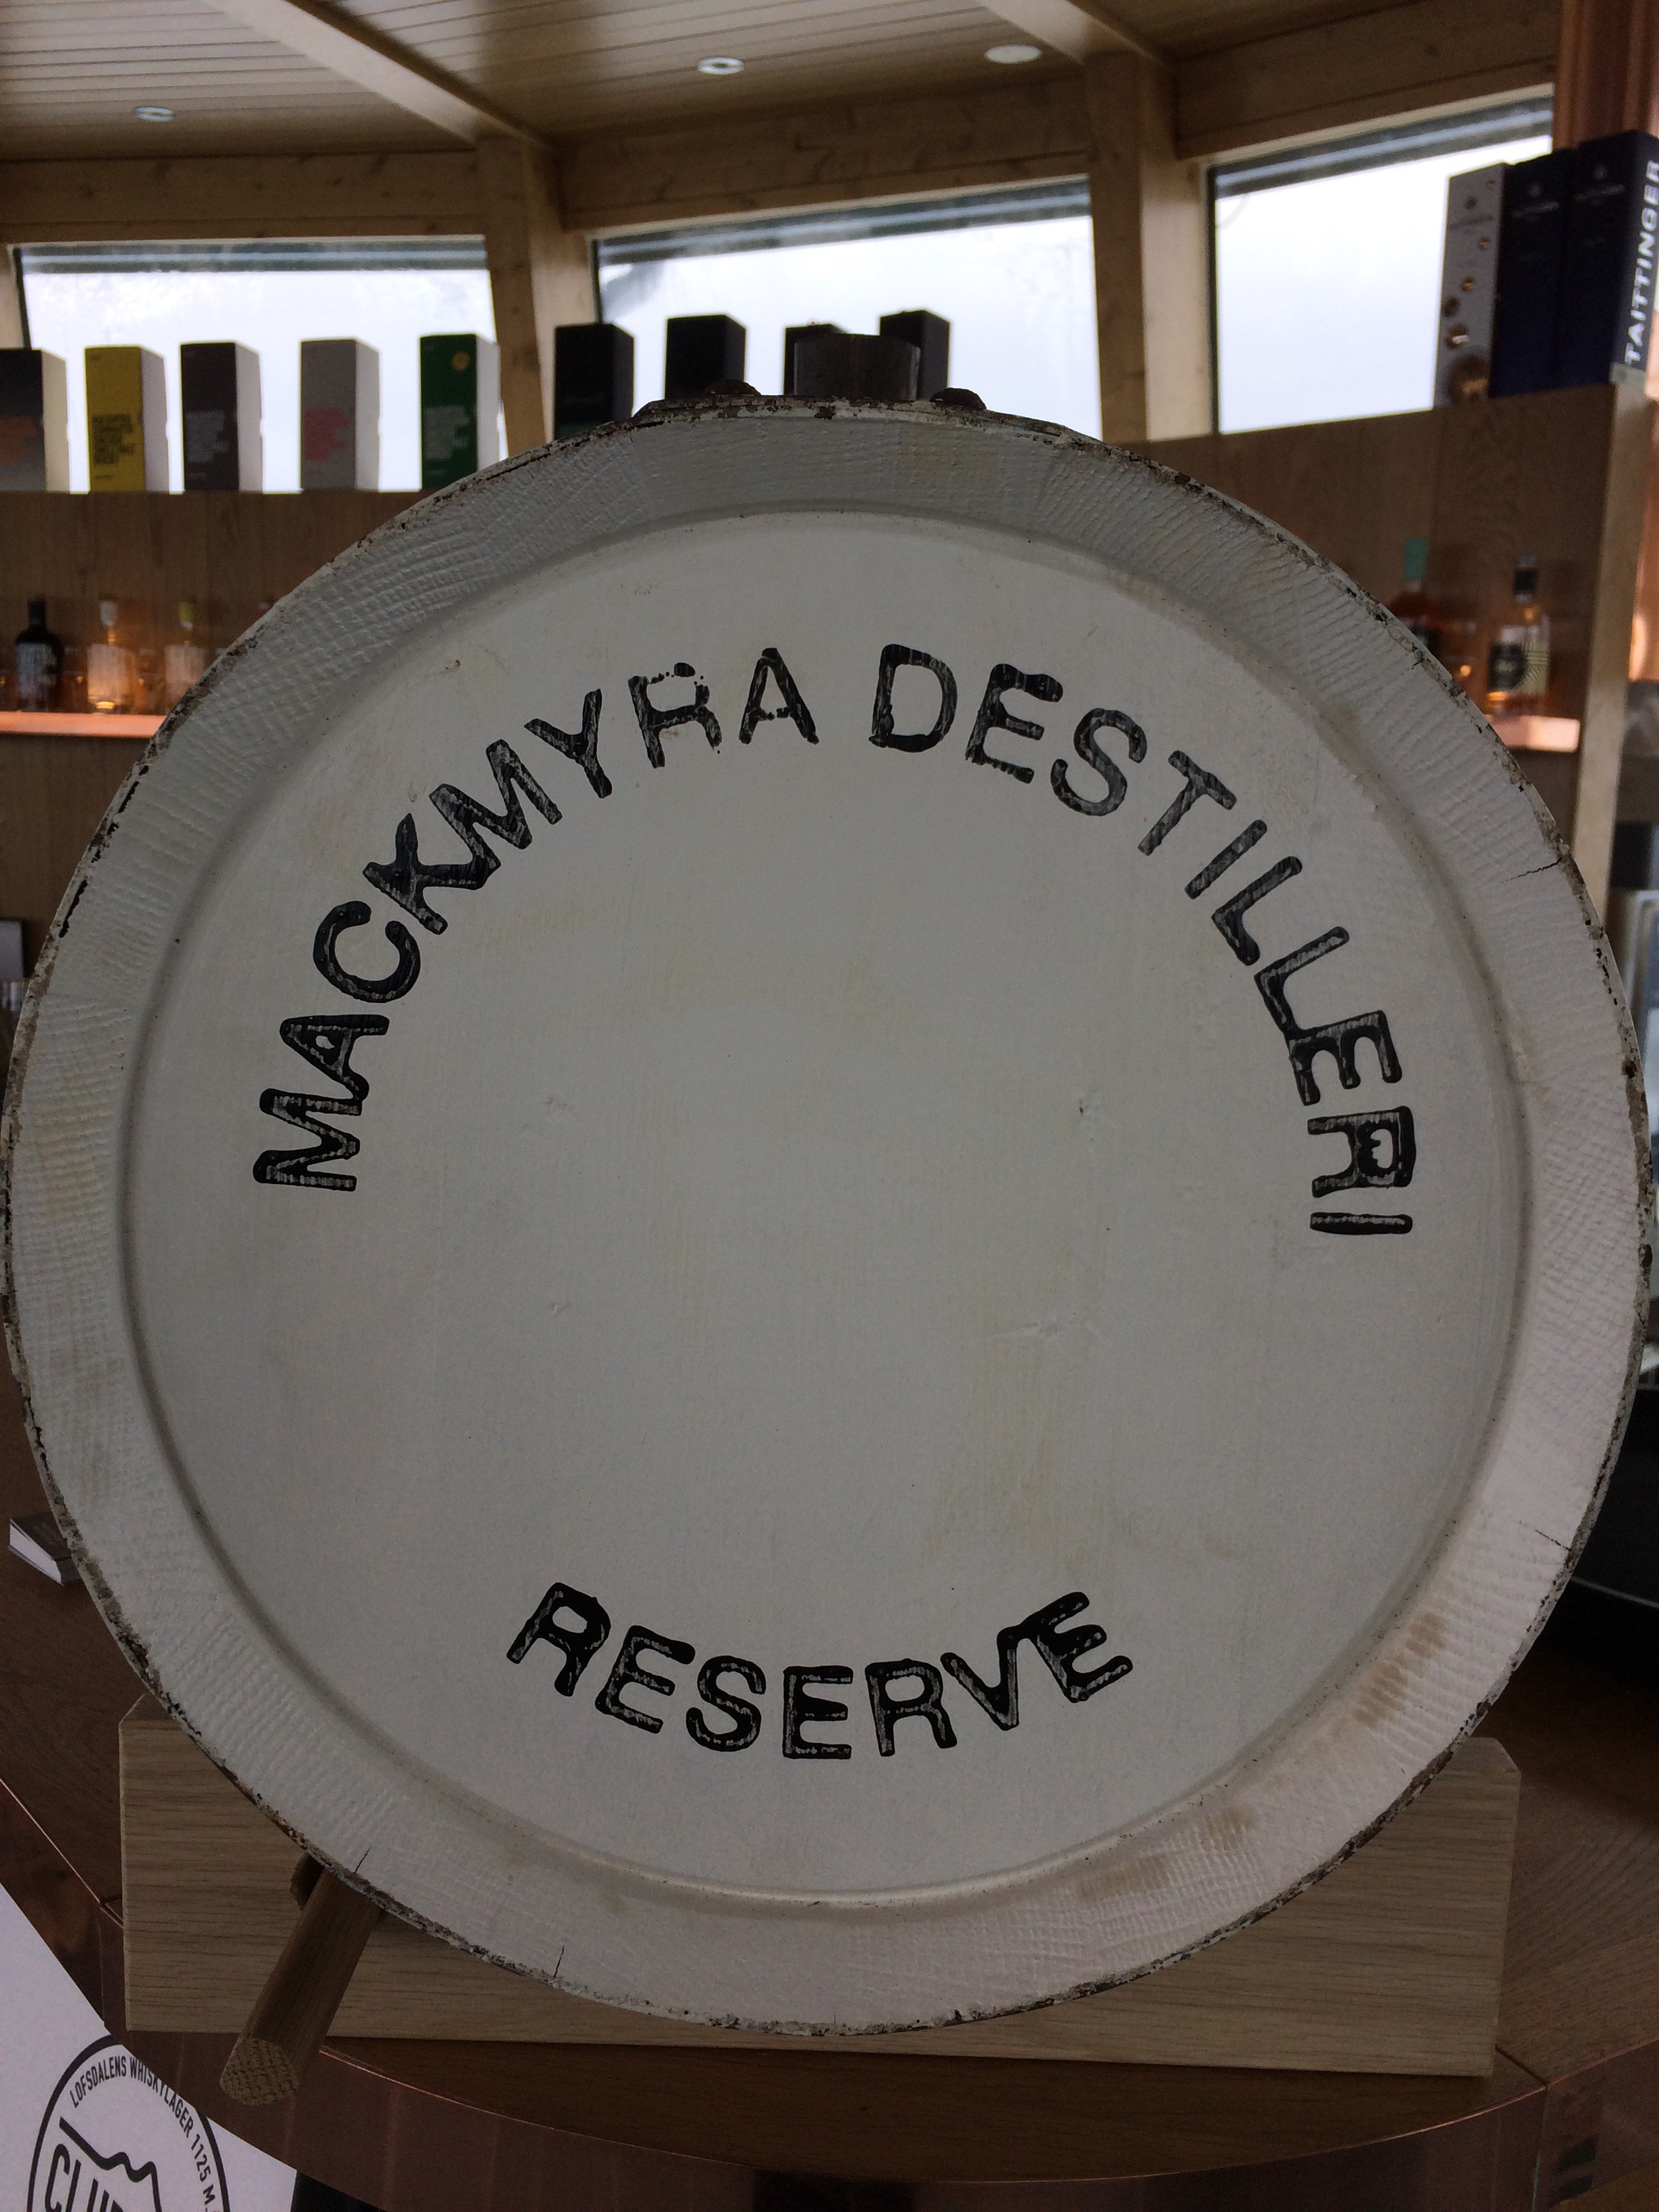 TAITTINGER
MACKMYRA DESTILLERI
RESERVE
LOFSDALENS WHISKYLAGER 1125 M.